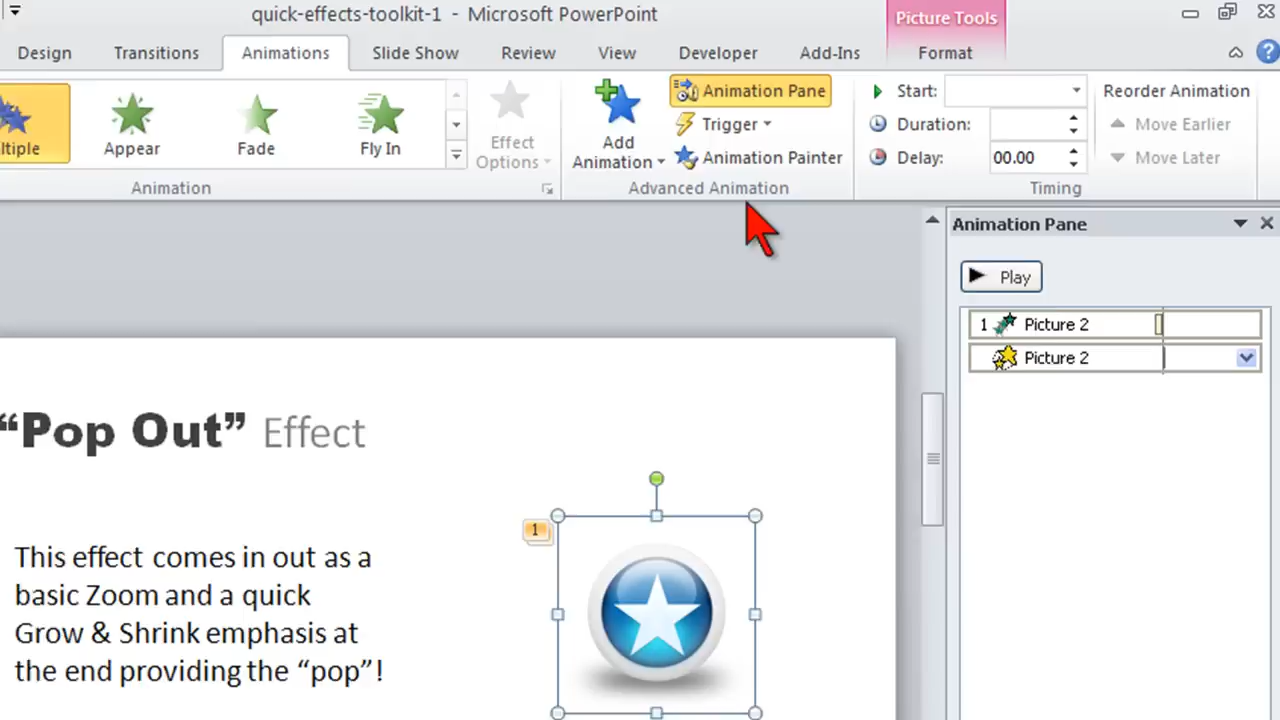 quick-effects-toolkit-1 - Microsoft PowerPoint
Picture Tools
Design Transitions Animations Slide Show Review View Developer Add-Ins Format
Appear
Fade
Fly In
Effect
Options
Animation
Add
Animation
Animation Pane
Trigger
Animation Painter
Advanced Animation
Start:
Duration:
Delay: 00.00
Timing
Reorder Animation
Move Earlier
Move Later
Animation Pane
Play
1 Picture 2
Picture 2
“Pop Out” Effect
1
This effect comes in out as a
basic Zoom and a quick
Grow & Shrink emphasis at
the end providing the “pop”!